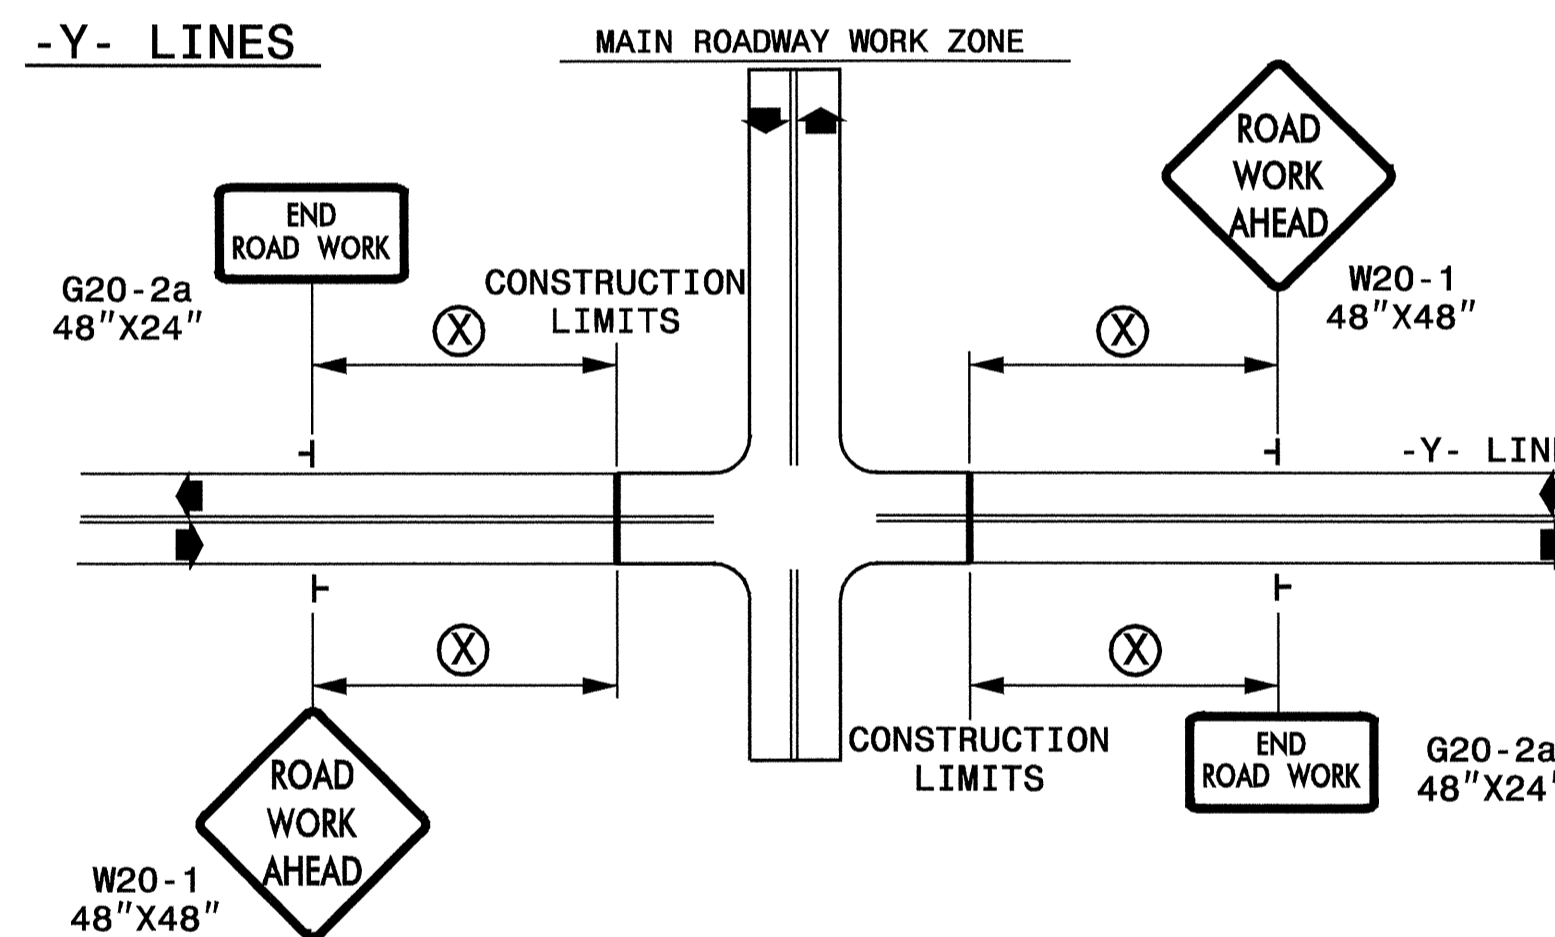 -Y- LINES
MAIN ROADWAY WORK ZONE
END
ROAD WORK
G20-2a
48"X24"
CONSTRUCTION
LIMITS
X
X
ROAD
WORK
AHEAD
W20-1
48"X48"
-Y- LIN
X
X
ROAD
WORK
AHEAD
W20-1
48"X48"
CONSTRUCTION
LIMITS
END
ROAD WORK
G20-2a
48"X24"